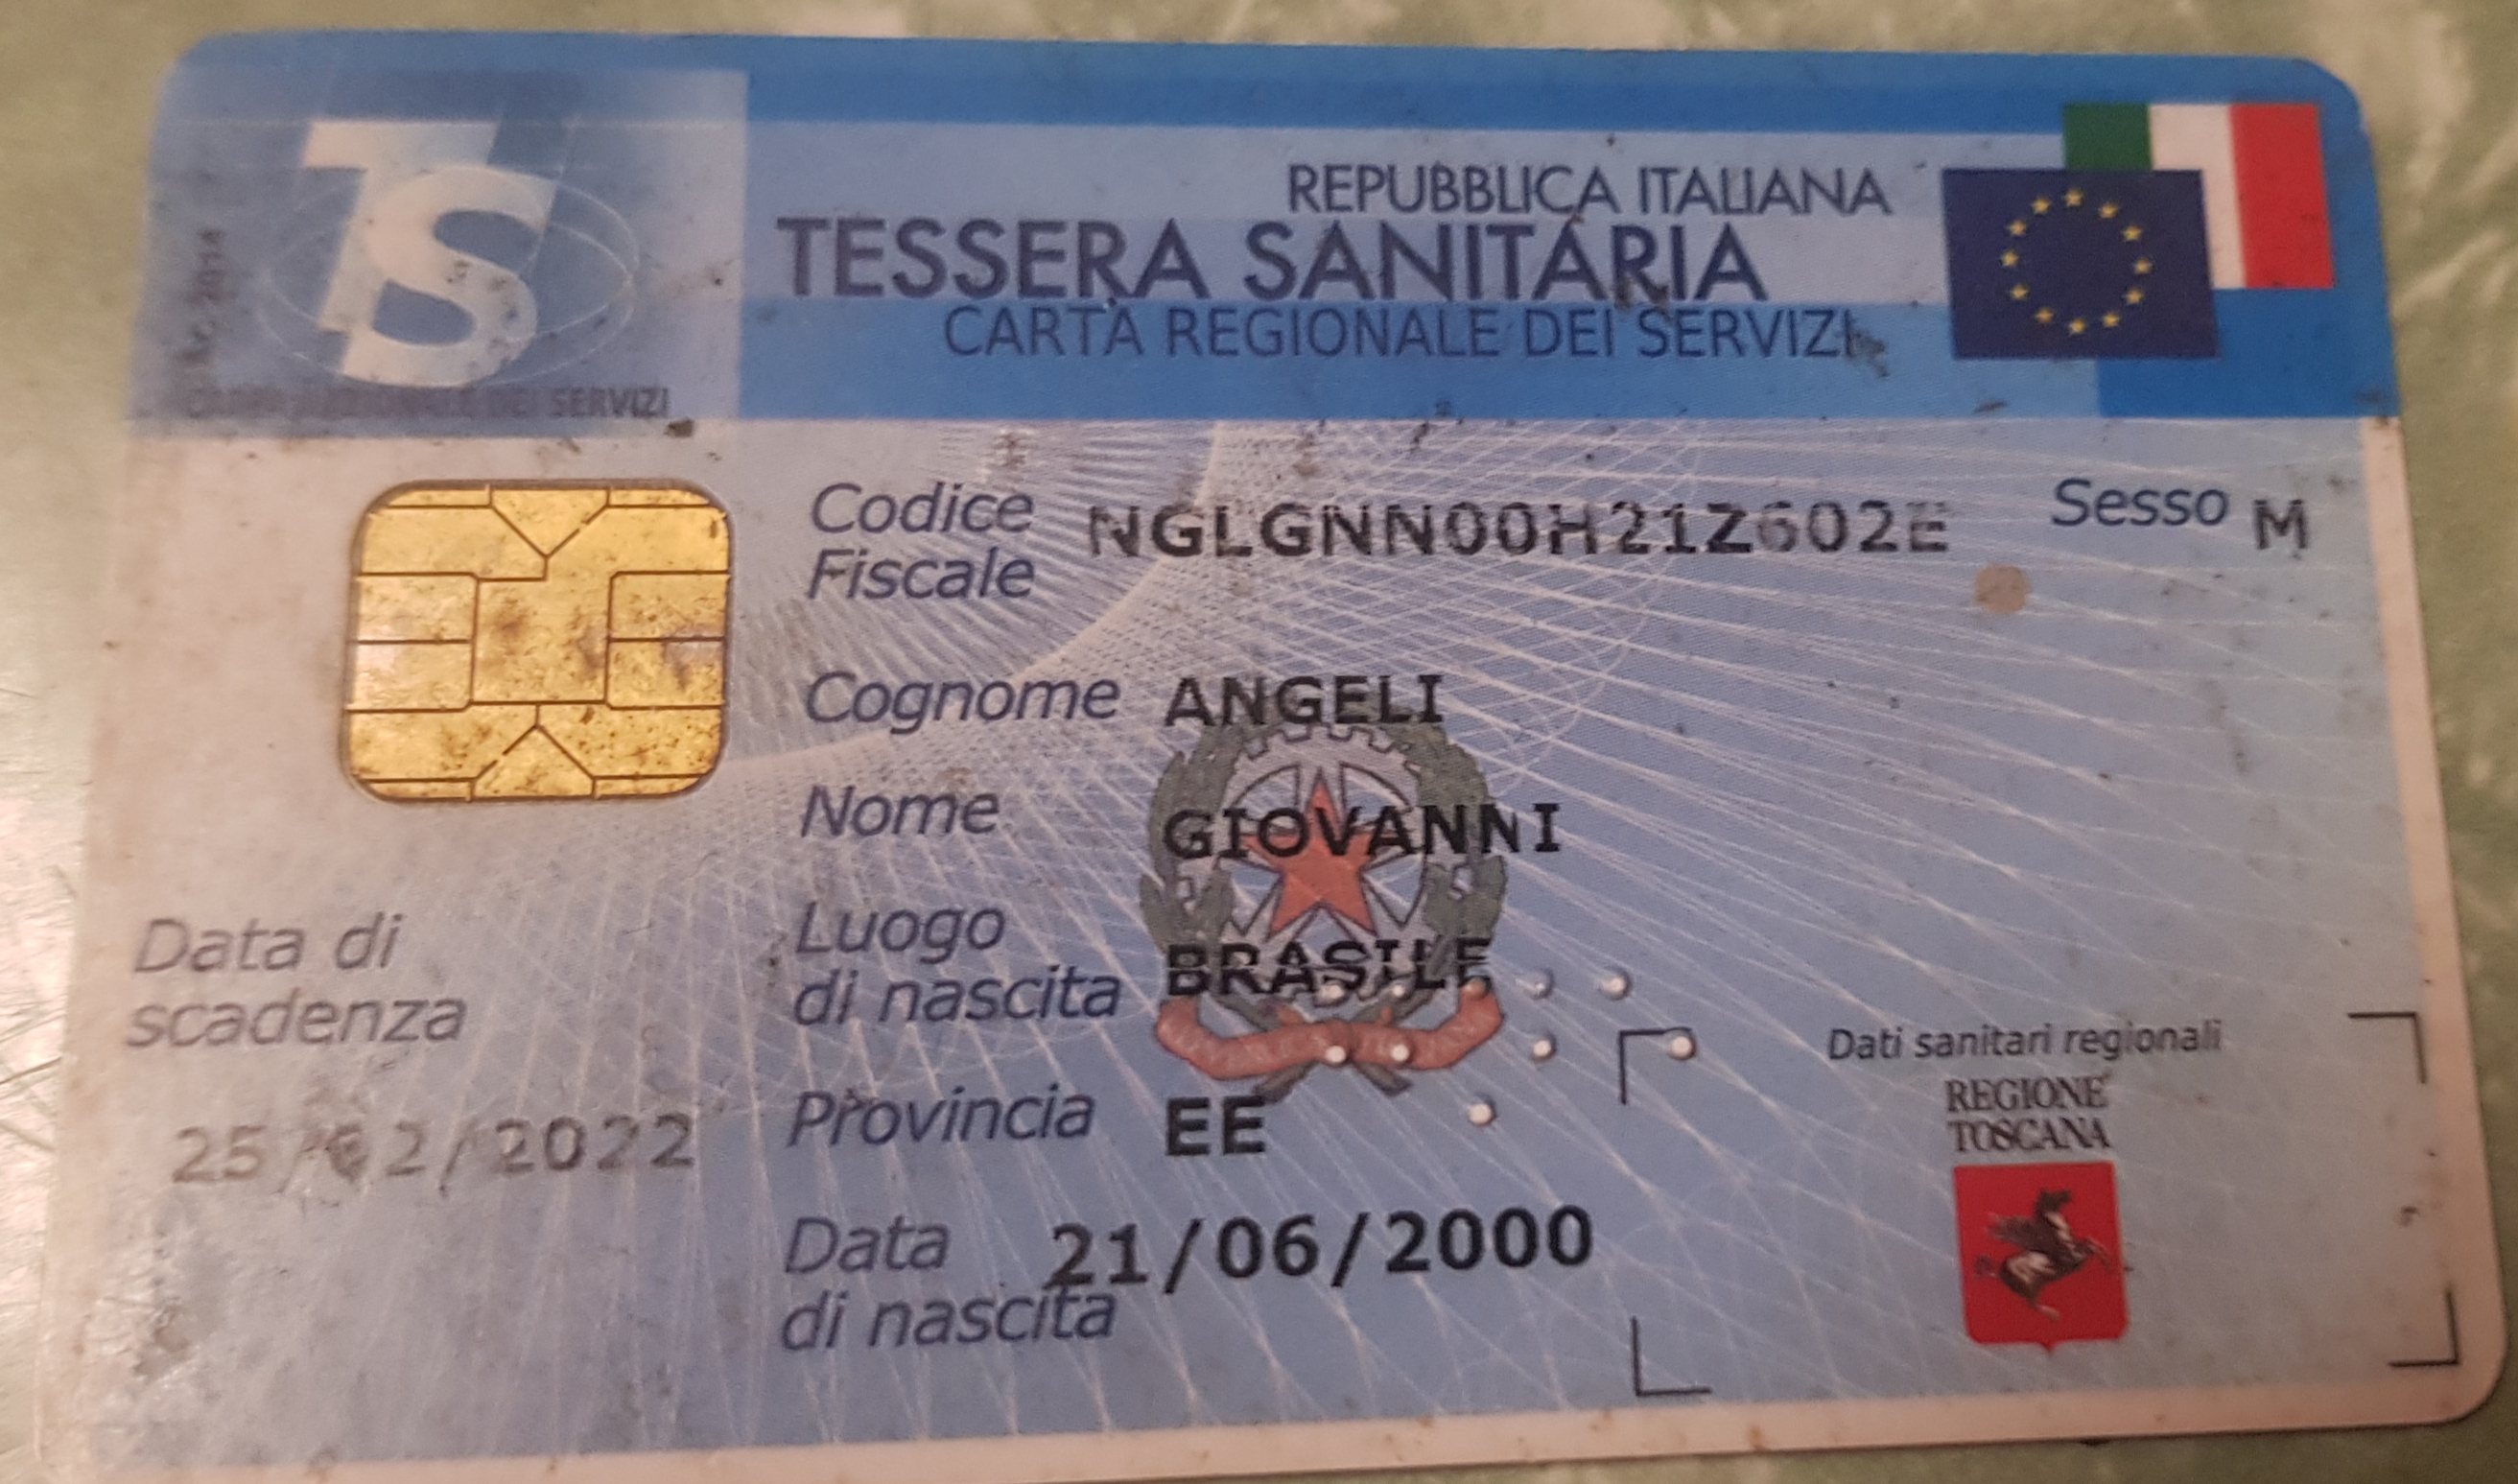 REPUBBLICA ITALIANA
TESSERA SANITARIA
CARTA REGIONALE DEI SERVIZI
TS
CARTA REGIONALE DEI SERVIZI
Codice Fiscale NGLGNN00H21Z602E
Sesso M
Cognome ANGELI
Nome GIOVANNI
Luogo di nascita BRASILE
Provincia EE
Data di nascita 21/06/2000
Data di scadenza
25/02/2022
Dati sanitari regionali
REGIONE
TOSCANA